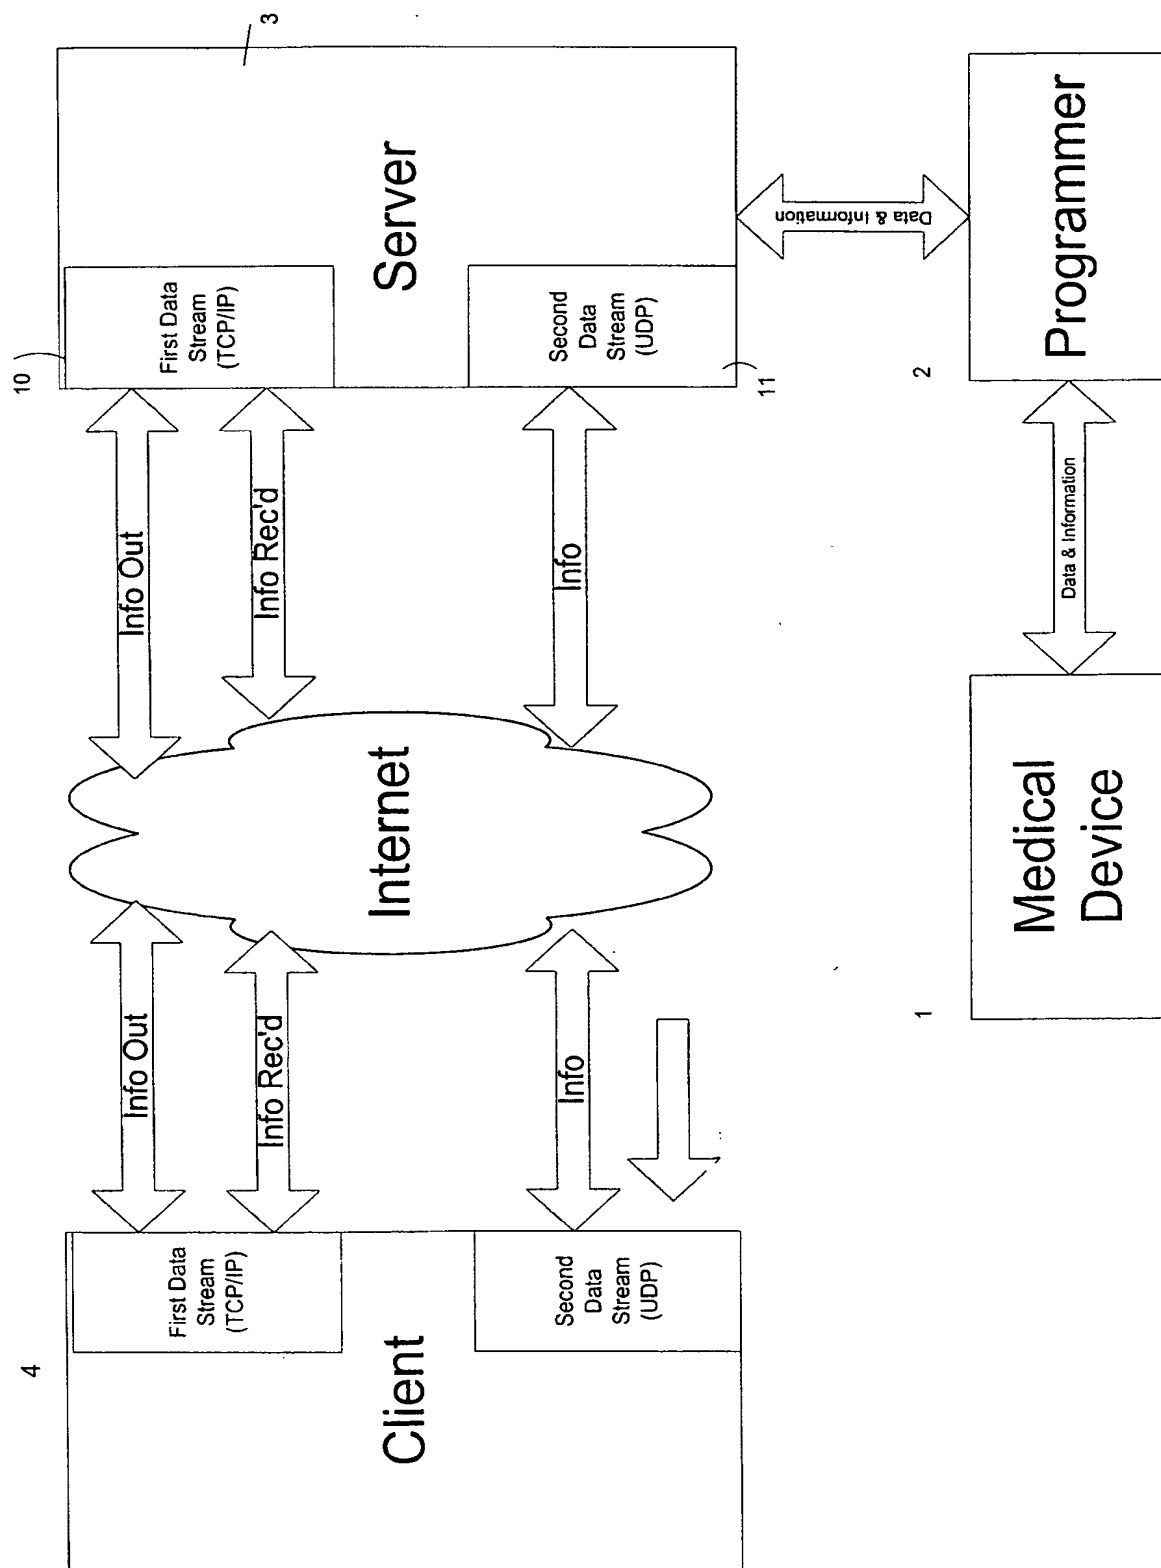 4
Client
First Data
Stream
(TCP/IP)
Second
Data
Stream
(UDP)
Info Out
Info Rec'd
Info
Internet
Info Out
Info Rec'd
Info
10
First Data
Stream
(TCP/IP)
Server
3
Second
Data
Stream
(UDP)
11
Data & Information
1
Medical
Device
Data & Information
2
Programmer